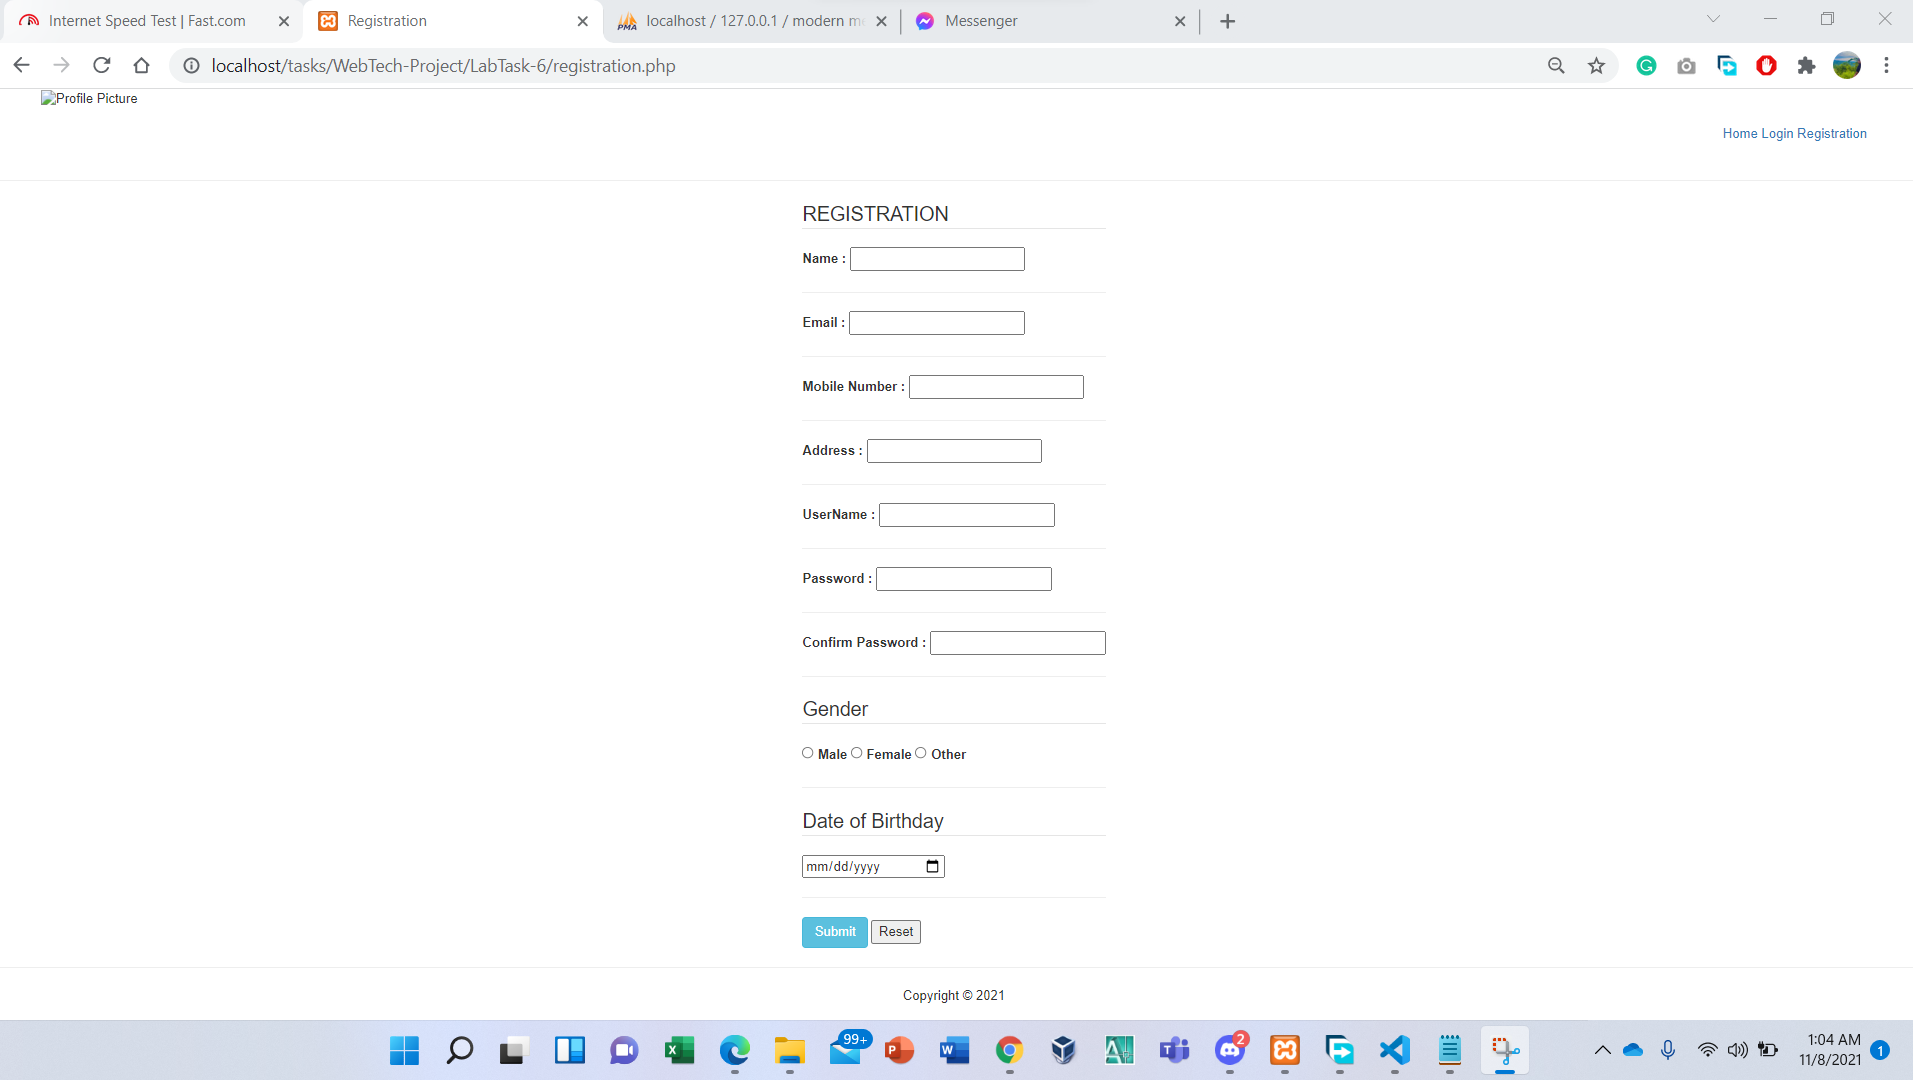 Internet Speed Test | Fast.com
Registration
localhost / 127.0.0.1 / modern m
Messenger
localhost/tasks/WebTech-Project/LabTask-6/registration.php
Profile Picture
Home Login Registration
REGISTRATION
Name :
Email :
Mobile Number :
Address :
UserName :
Password :
Confirm Password :
Gender
Male Female Other
Date of Birthday
mm/dd/yyyy
Submit Reset
Copyright © 2021
99+
2
1:04 AM
11/8/2021
1